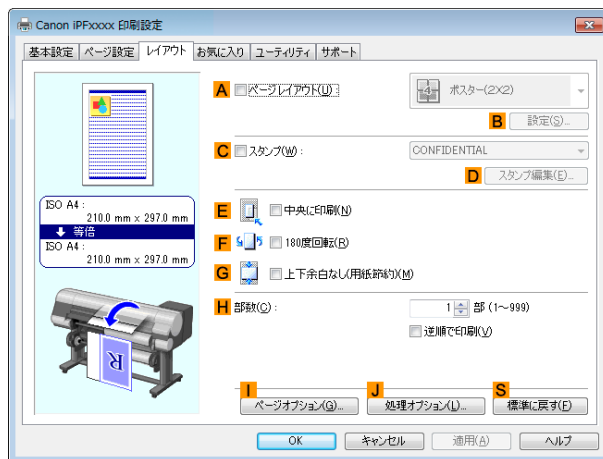 Canon iPFxxxx 印刷設定
基本設定 ページ設定 レイアウト お気に入り ユーティリティ サポート
A ページレイアウト(U) :
4 ポスター(2×2)
B 設定(S)...
C スタンプ(W) :
CONFIDENTIAL
D スタンプ編集(E)...
ISO A4 :
210.0 mm x 297.0 mm
等倍
ISO A4 :
210.0 mm x 297.0 mm
E 中央に印刷(N)
F 180度回転(R)
G 上下余白なし(用紙節約)(M)
H 部数(C) :
1 部 (1~999)
逆順で印刷(V)
R
I J S
ページオプション(G)... 処理オプション(L)... 標準に戻す(F)
OK キャンセル 適用(A) ヘルプ